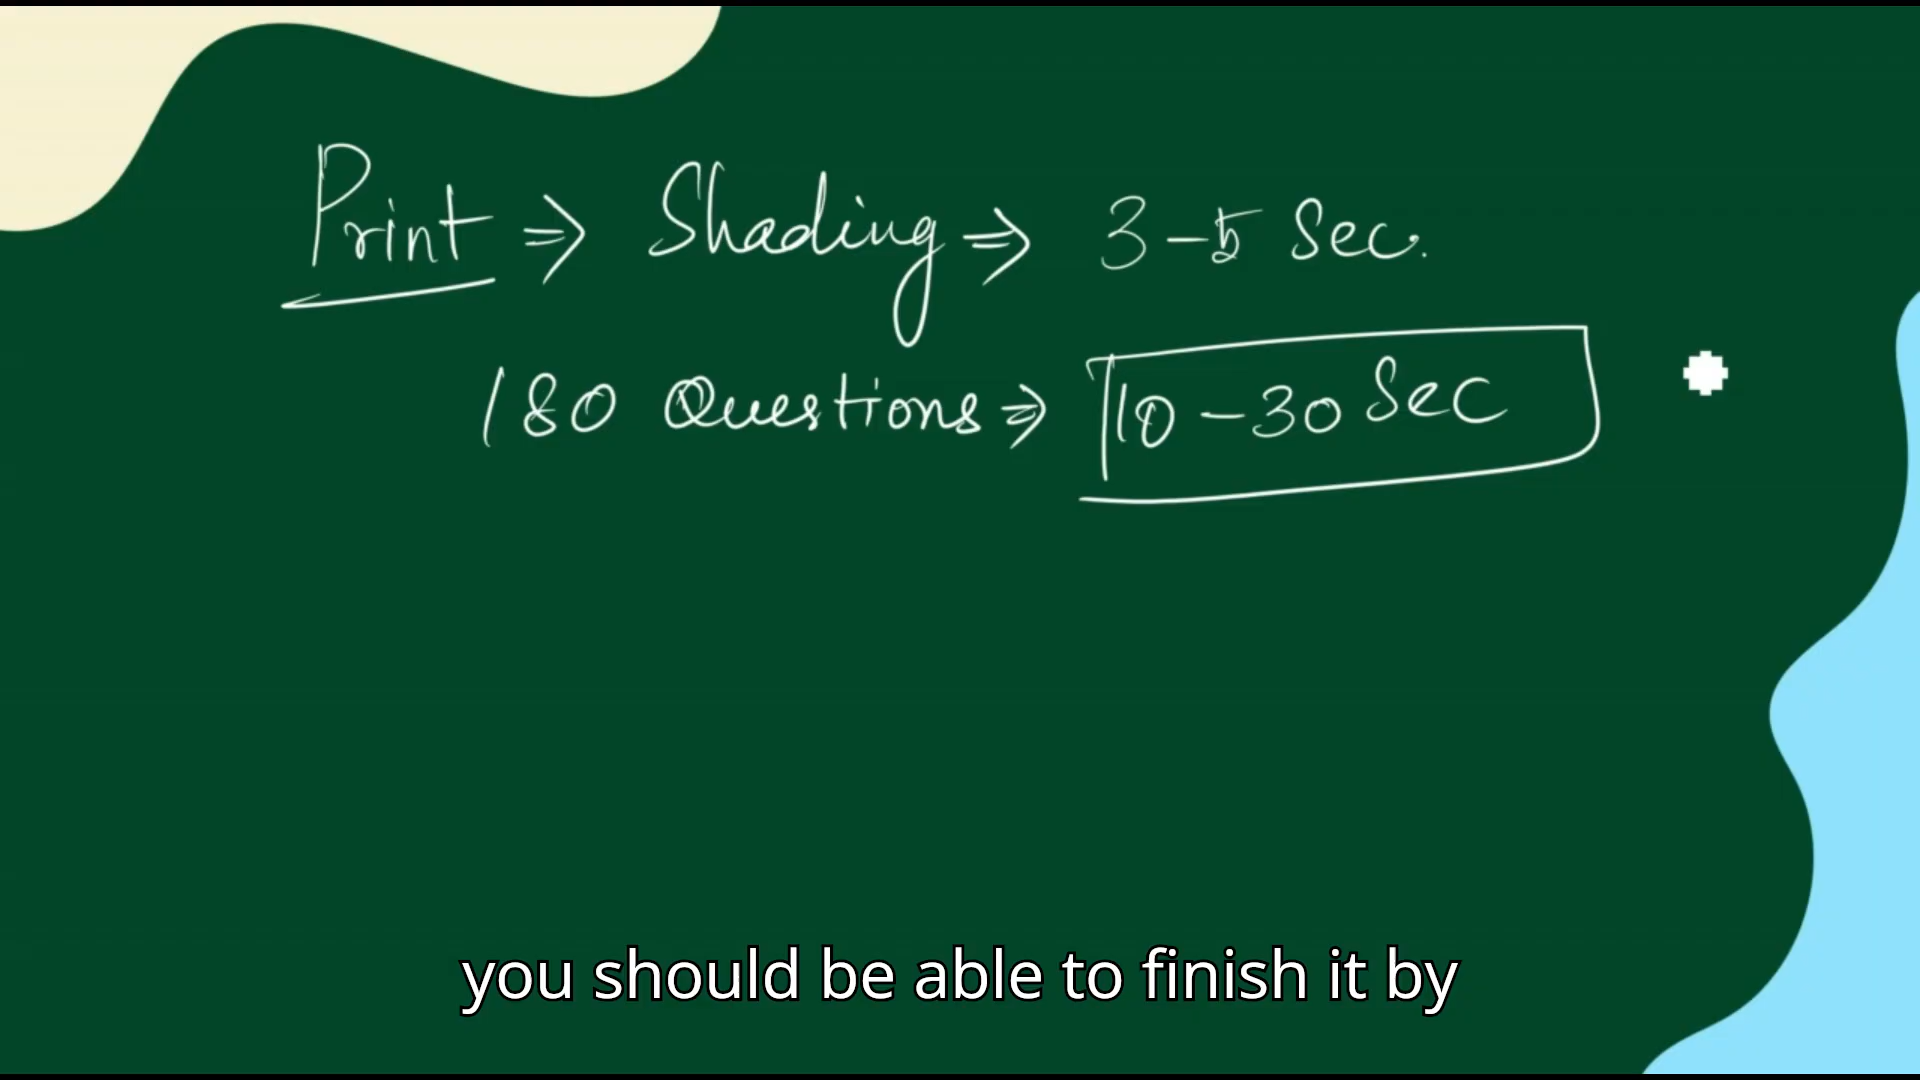 Print ⇒ Shading ⇒ 3-5 Sec.
180 Questions ⇒ 10-30 Sec
you should be able to finish it by